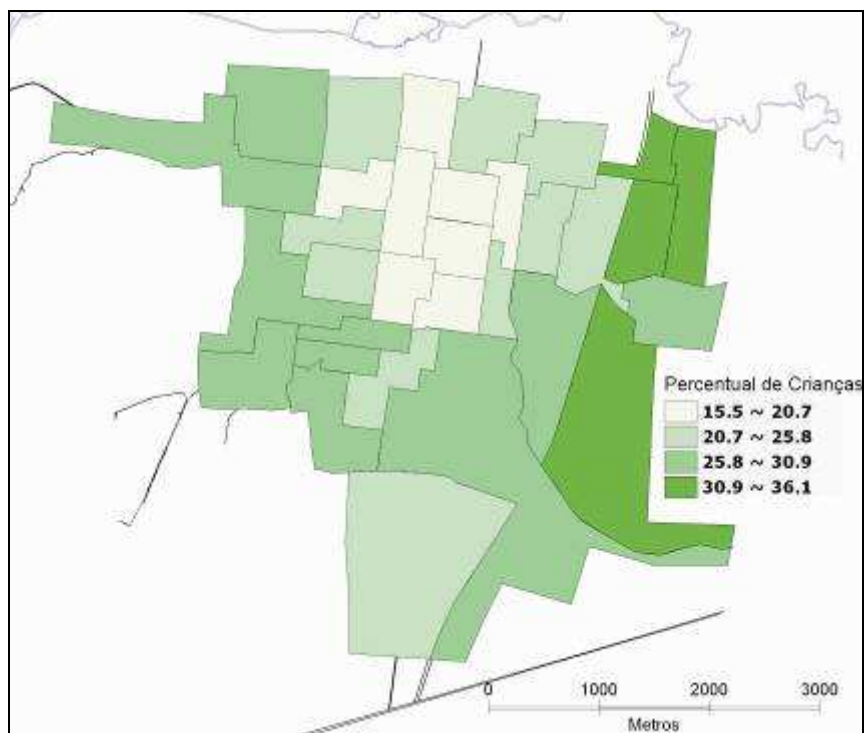 Percentual de Crianças
15.5 ~ 20.7
20.7 ~ 25.8
25.8 ~ 30.9
30.9 ~ 36.1
0 1000 2000 3000
Metros